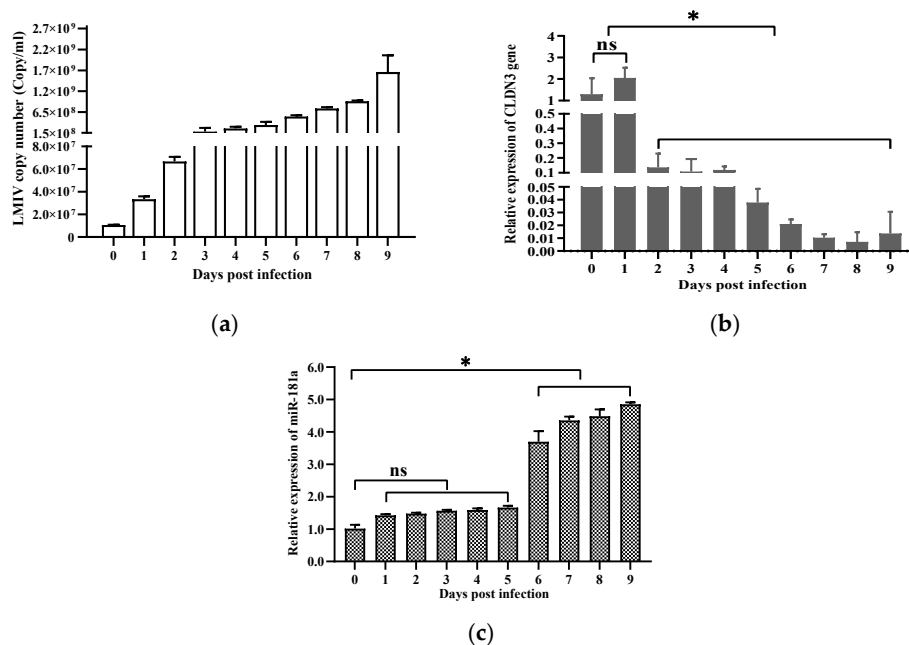 LMIV copy number (Copy/ml)
2.7×10⁹
2.2×10⁹
1.7×10⁹
9.2×10⁹
6.5×10⁸
1.5×10⁸
8.0×10⁷
6.0×10⁷
4.0×10⁷
2.0×10⁷
0
0 1 2 3 4 5 6 7 8 9
Days post infection
(a)
Relative expression of CLDN3 gene
*
ns
4
3
2
1
0.5
0.4
0.3
0.2
0.1
0.05
0.04
0.03
0.02
0.01
0.00
0 1 2 3 4 5 6 7 8 9
Days post infection
(b)
Relative expression of miR-181a
*
ns
6.0
5.0
4.0
3.0
2.0
1.0
0.0
0 1 2 3 4 5 6 7 8 9
Days post infection
(c)